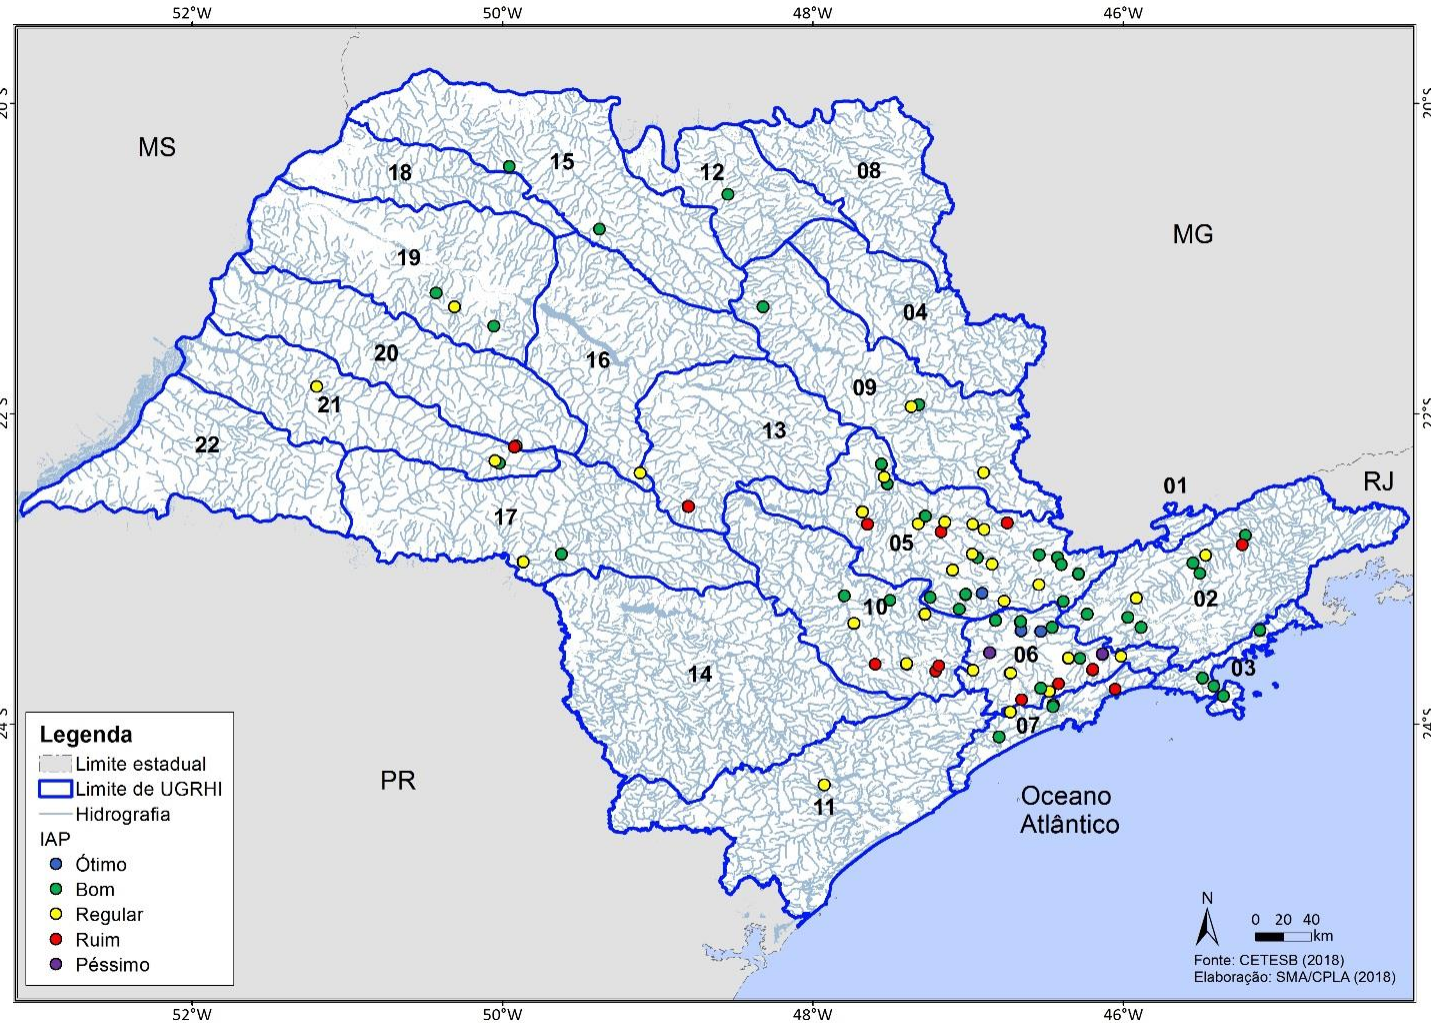 52°W 50°W 48°W 46°W
20°S
20°S
MS
15
18
12
08
MG
19
04
16
20
09
21
13
22
22°S
22°S
RJ
01
17
05
02
10
06
03
14
07
24°S
24°S
PR
11
Oceano
Atlântico
Legenda
Limite estadual
Limite de UGRHI
Hidrografia
IAP
Ótimo
Bom
Regular
Ruim
Péssimo
N
0 20 40
km
Fonte: CETESB (2018)
Elaboração: SMA/CPLA (2018)
52°W 50°W 48°W 46°W